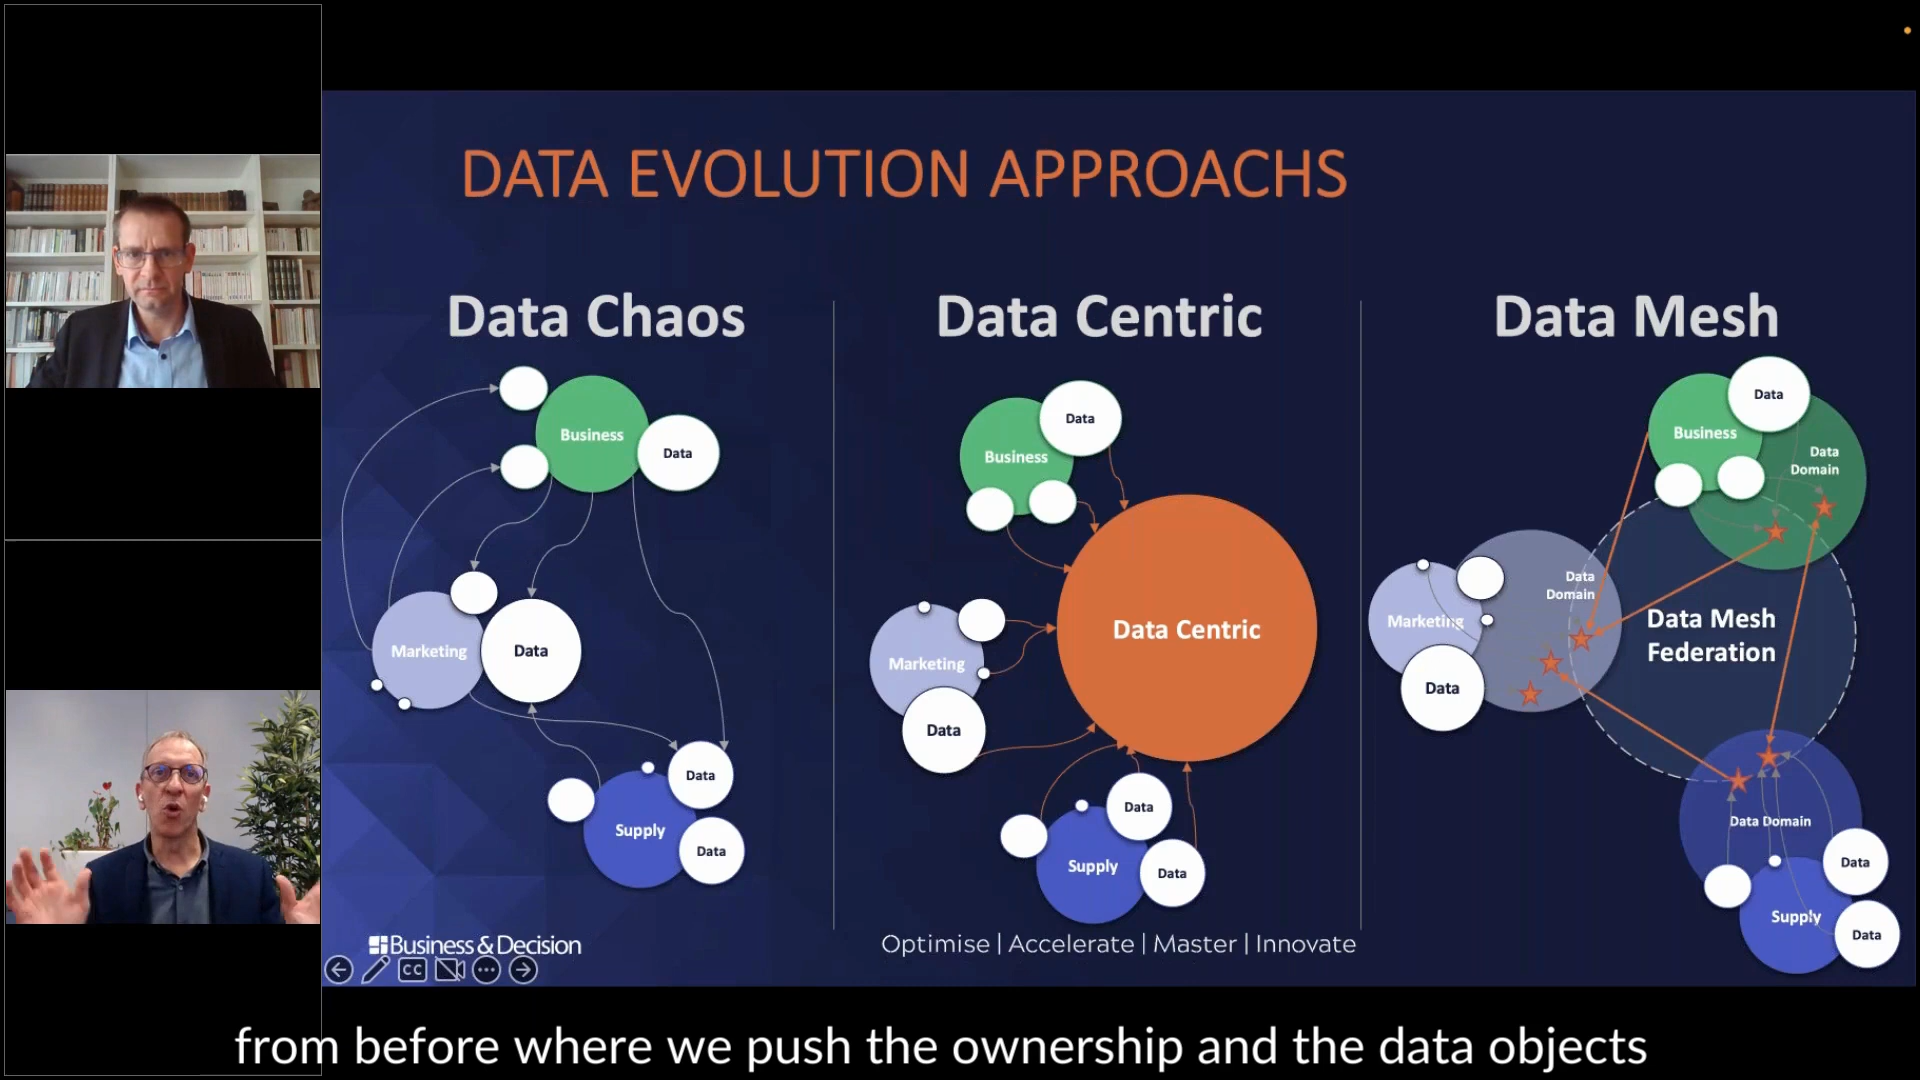 DATA EVOLUTION APPROACHS
Data Chaos
Business
Data
Marketing
Data
Data
Supply
Data
Data Centric
Data
Business
Data Centric
Marketing
Data
Data
Supply
Data
Data Mesh
Data
Business
Data
Domain
Data
Domain
Marketing
Data Mesh
Federation
Data
Data Domain
Data
Supply
Data
Business & Decision
Optimise | Accelerate | Master | Innovate
CC
from before where we push the ownership and the data objects